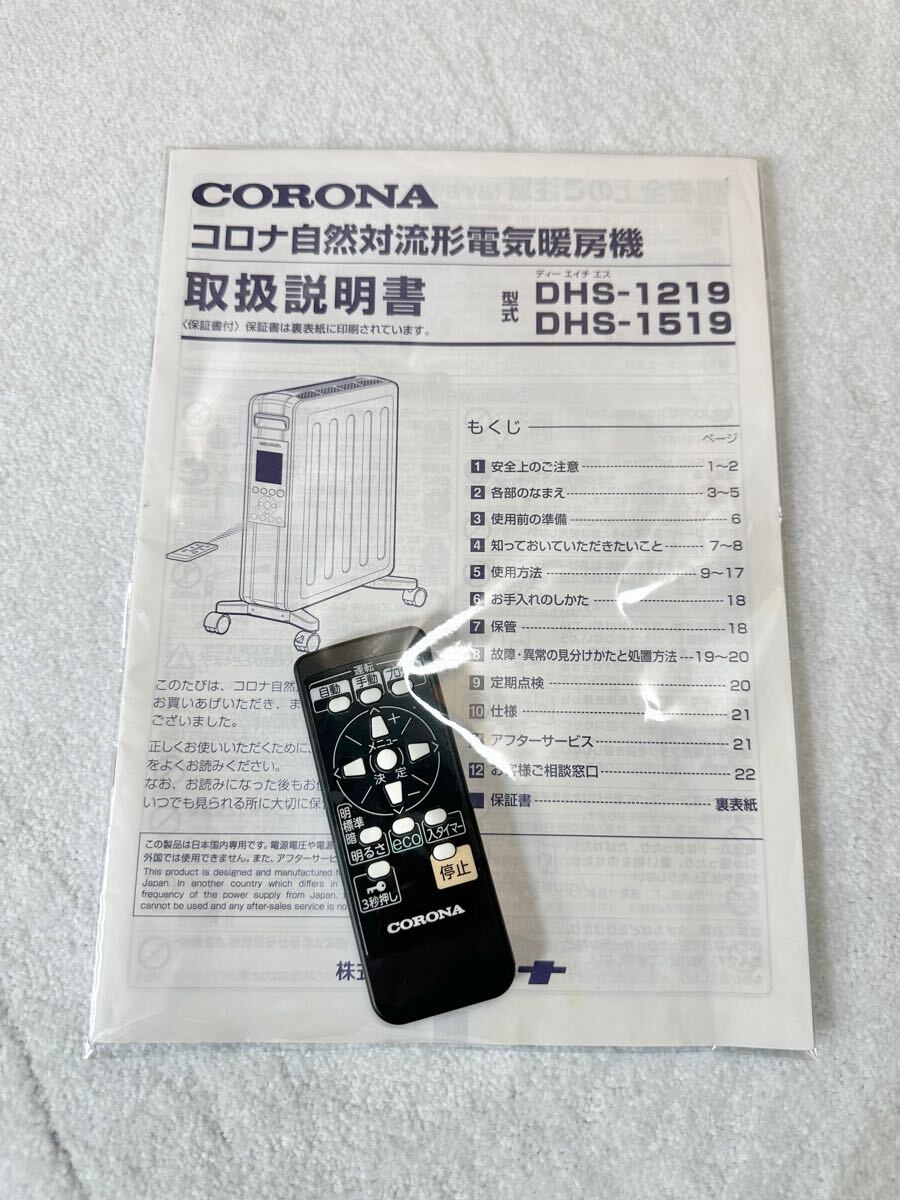 CORONA
コロナ自然対流形電気暖房機
取扱説明書
〈保証書付〉保証書は裏表紙に印刷されています。
型式
ディー エイチ エス
DHS-1219
DHS-1519
もくじ
ページ
1 安全上のご注意 1〜2
2 各部のなまえ 3〜5
3 使用前の準備 6
4 知っておいていただきたいこと 7〜8
5 使用方法 9〜17
6 お手入れのしかた 18
7 保管 18
8 故障・異常の見分けかたと処置方法 19〜20
9 定期点検 20
10 仕様 21
アフターサービス 21
12 お客様ご相談窓口 22
保証書 裏表紙
このたびは、コロナ自然
お買いあげいただき、ま
ございました。
正しくお使いいただくために、
をよくお読みください。
なお、お読みになった後もお
いつでも見られる所に大切に保
この製品は日本国内専用です。電源電圧や電源
外国では使用できません。また、アフターサービ
This product is designed and manufactured
Japan. In another country which differs in
frequency of the power supply from Japan,
cannot be used and any after-sales service is
株式
運転
自動
手動
プログ
＋
メニュー
決定
－
明
標準
暗
明るさ
eco
入タイマー
3秒押し
停止
CORONA